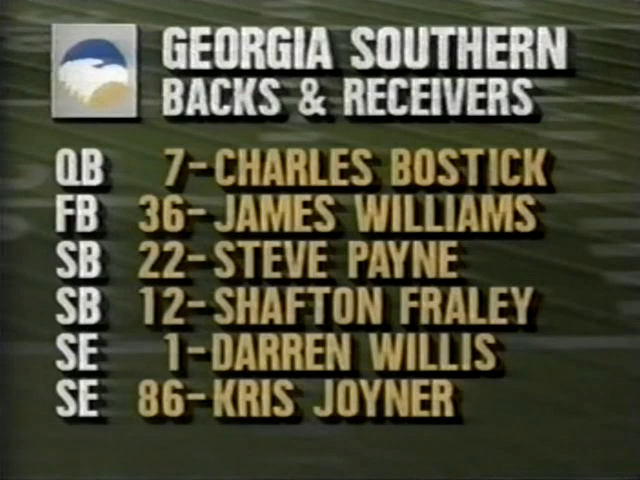 GEORGIA SOUTHERN
BACKS & RECEIVERS
QB 7-CHARLES BOSTICK
FB 36-JAMES WILLIAMS
SB 22-STEVE PAYNE
SB 12-SHAFTON FRALEY
SE 1-DARREN WILLIS
SE 86-KRIS JOYNER